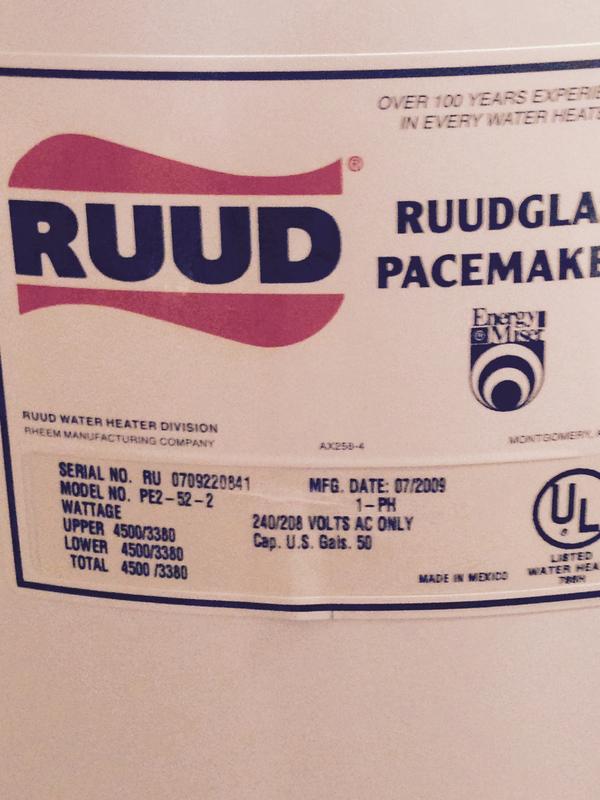 OVER 100 YEARS EXPERIE
IN EVERY WATER HEATE
RUUD®
RUUDGLA
PACEMAKE
Energy
Miser
RUUD WATER HEATER DIVISION
RHEEM MANUFACTURING COMPANY
AX258-4
MONTGOMERY, A
SERIAL NO. RU 0709220841
MFG. DATE: 07/2009
MODEL NO. PE2-52-2
1-PH
WATTAGE
240/208 VOLTS AC ONLY
UPPER 4500/3380
Cap. U.S. Gals. 50
LOWER 4500/3380
TOTAL 4500/3380
MADE IN MEXICO
UL
LISTED
WATER HEA